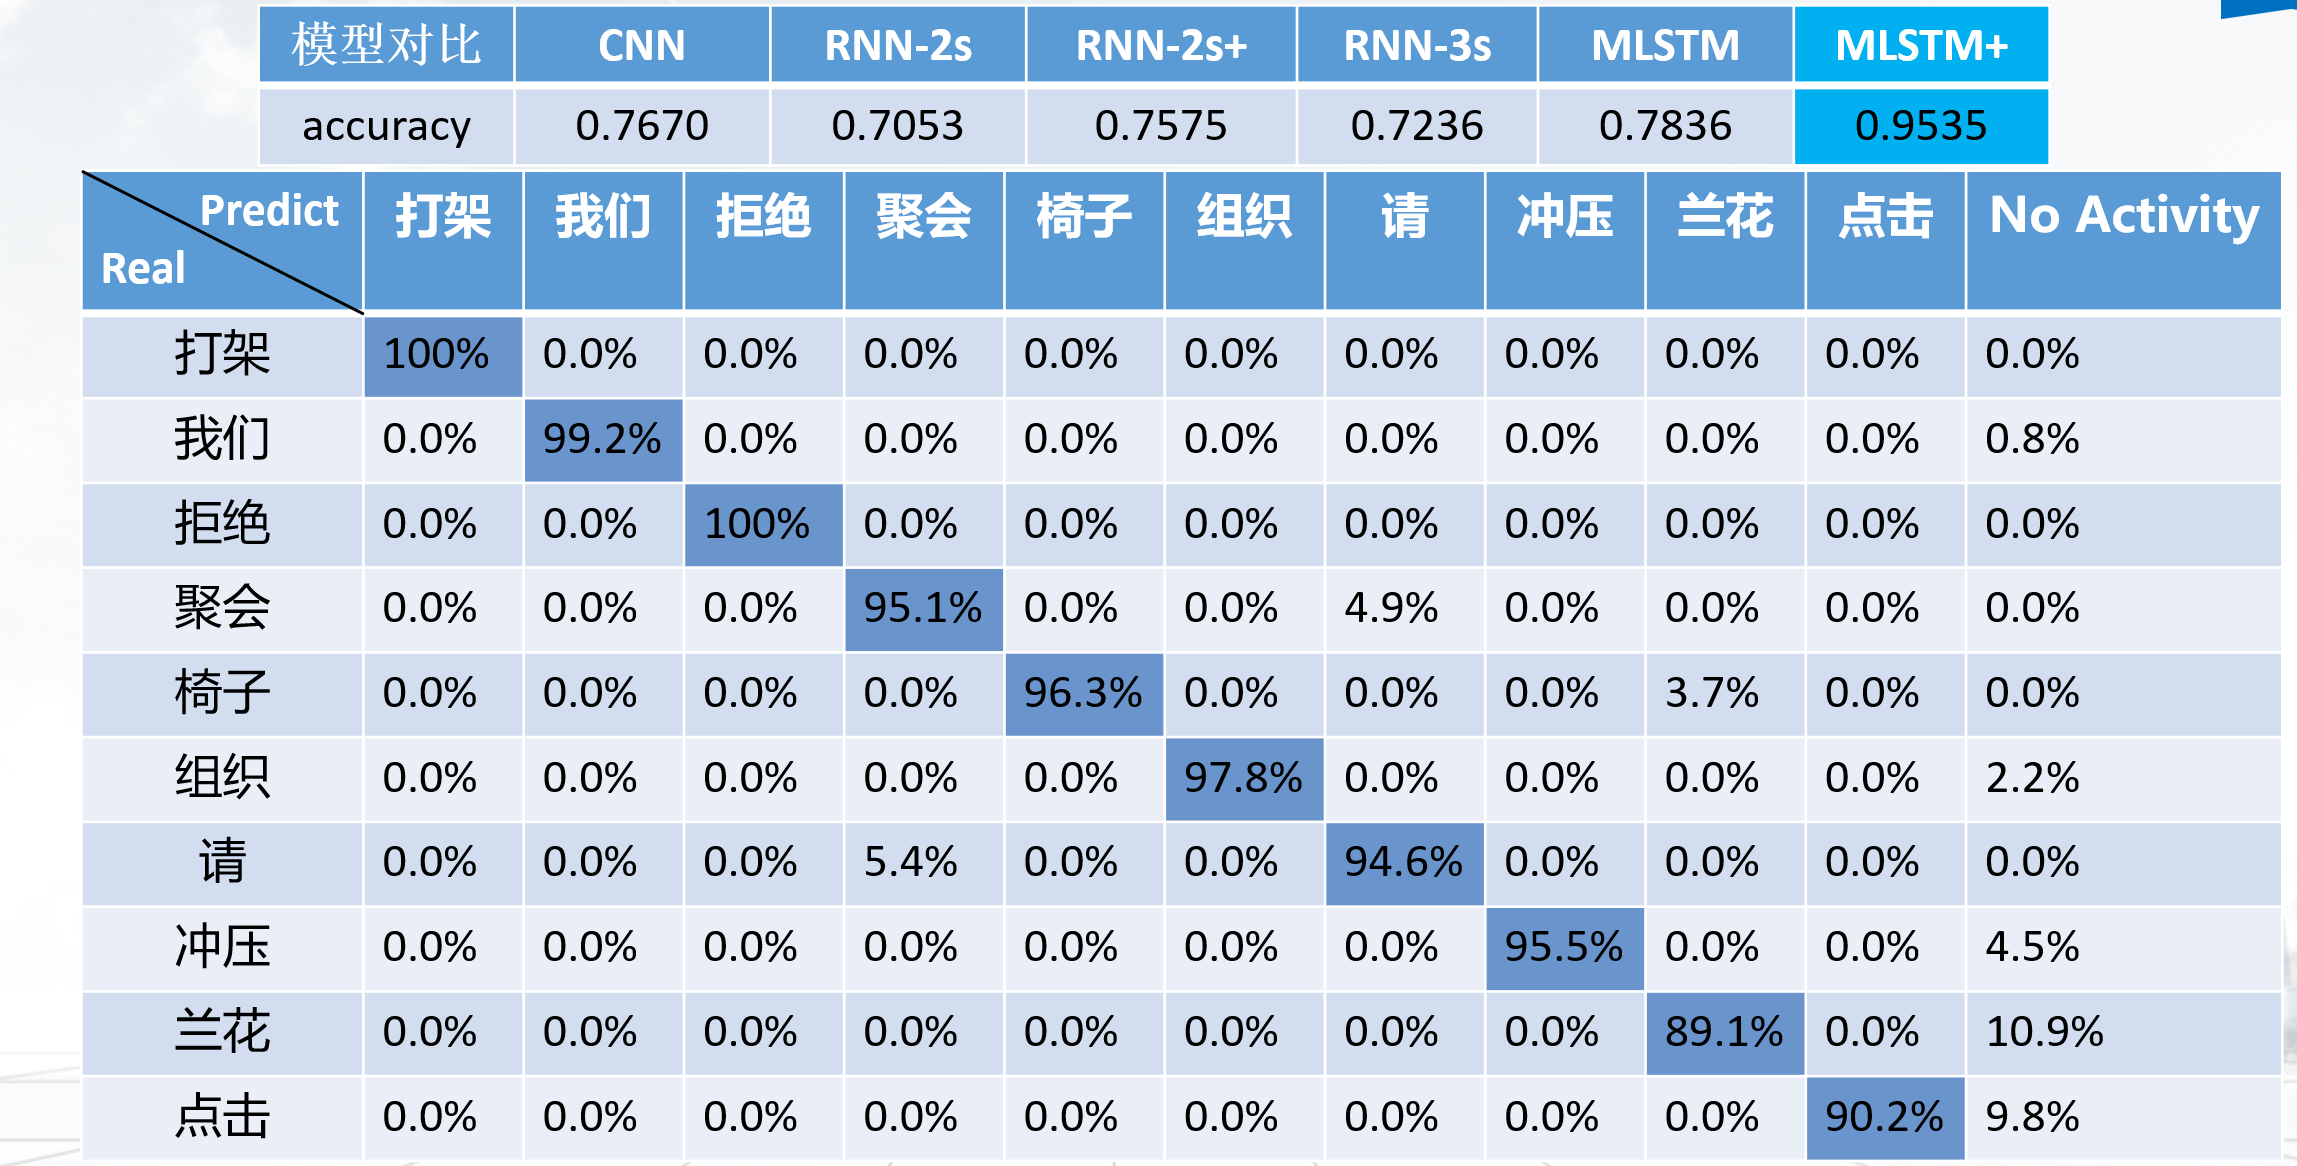 模型对比 CNN RNN-2s RNN-2s+ RNN-3s MLSTM MLSTM+
accuracy 0.7670 0.7053 0.7575 0.7236 0.7836 0.9535
Predict 打架 我们 拒绝 聚会 椅子 组织 请 冲压 兰花 点击 No Activity
Real
打架 100% 0.0% 0.0% 0.0% 0.0% 0.0% 0.0% 0.0% 0.0% 0.0% 0.0%
我们 0.0% 99.2% 0.0% 0.0% 0.0% 0.0% 0.0% 0.0% 0.0% 0.0% 0.8%
拒绝 0.0% 0.0% 100% 0.0% 0.0% 0.0% 0.0% 0.0% 0.0% 0.0% 0.0%
聚会 0.0% 0.0% 0.0% 95.1% 0.0% 0.0% 4.9% 0.0% 0.0% 0.0% 0.0%
椅子 0.0% 0.0% 0.0% 0.0% 96.3% 0.0% 0.0% 0.0% 3.7% 0.0% 0.0%
组织 0.0% 0.0% 0.0% 0.0% 0.0% 97.8% 0.0% 0.0% 0.0% 0.0% 2.2%
请 0.0% 0.0% 0.0% 5.4% 0.0% 0.0% 94.6% 0.0% 0.0% 0.0% 0.0%
冲压 0.0% 0.0% 0.0% 0.0% 0.0% 0.0% 0.0% 95.5% 0.0% 0.0% 4.5%
兰花 0.0% 0.0% 0.0% 0.0% 0.0% 0.0% 0.0% 0.0% 89.1% 0.0% 10.9%
点击 0.0% 0.0% 0.0% 0.0% 0.0% 0.0% 0.0% 0.0% 0.0% 90.2% 9.8%